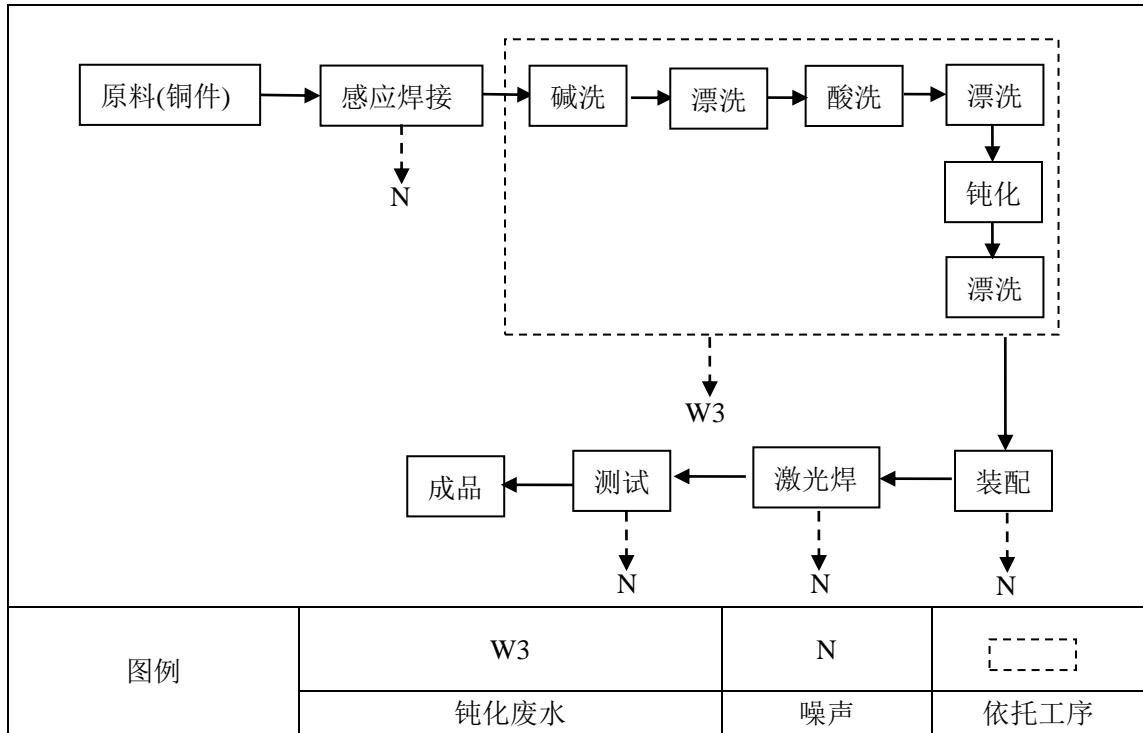 原料(铜件)
感应焊接
碱洗
漂洗
酸洗
漂洗
N
钝化
漂洗
W3
成品
测试
激光焊
装配
N
N
N
图例
W3
N
钝化废水
噪声
依托工序